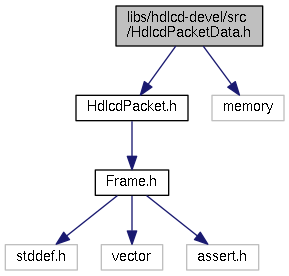 libs/hdlcd-devel/src
/HdlcdPacketData.h
HdlcdPacket.h
memory
Frame.h
stddef.h
vector
assert.h